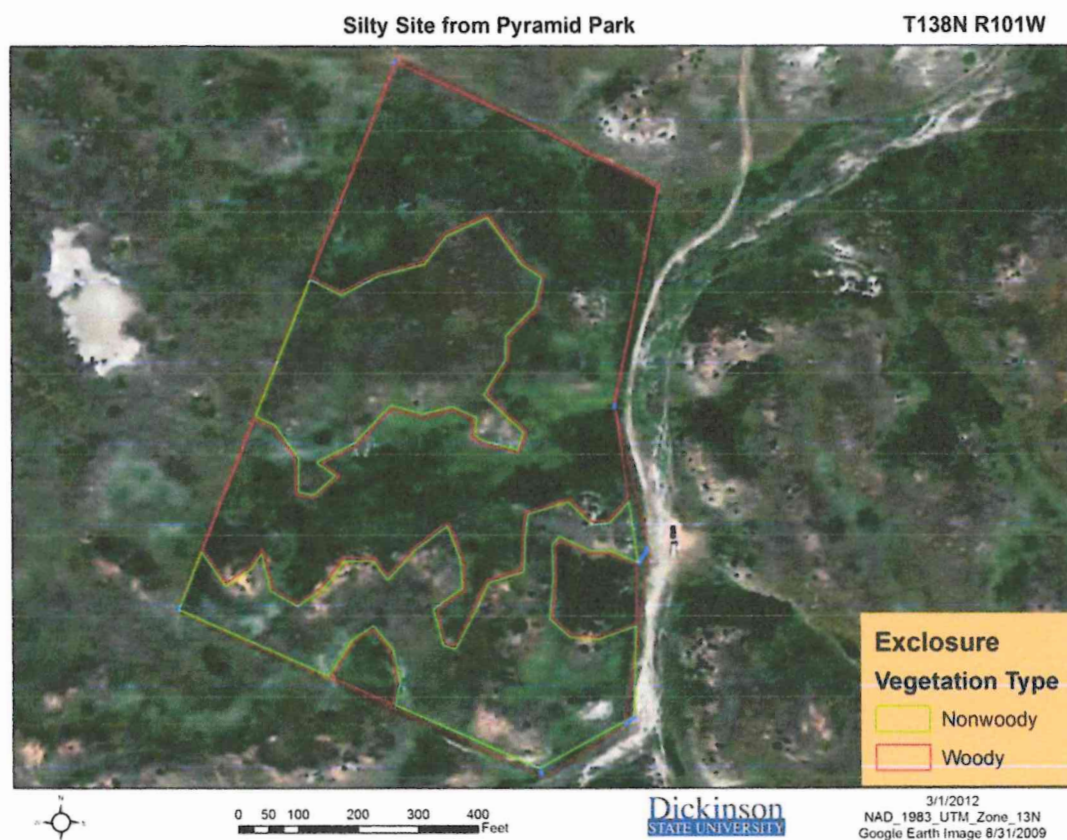 Silty Site from Pyramid Park T138N R101W
Exclosure
Vegetation Type
Nonwoody
Woody
N
0 50 100 200 300 400
Feet
Dickinson
STATE UNIVERSITY
3/1/2012
NAD_1983_UTM_Zone_13N
Google Earth Image 8/31/2009